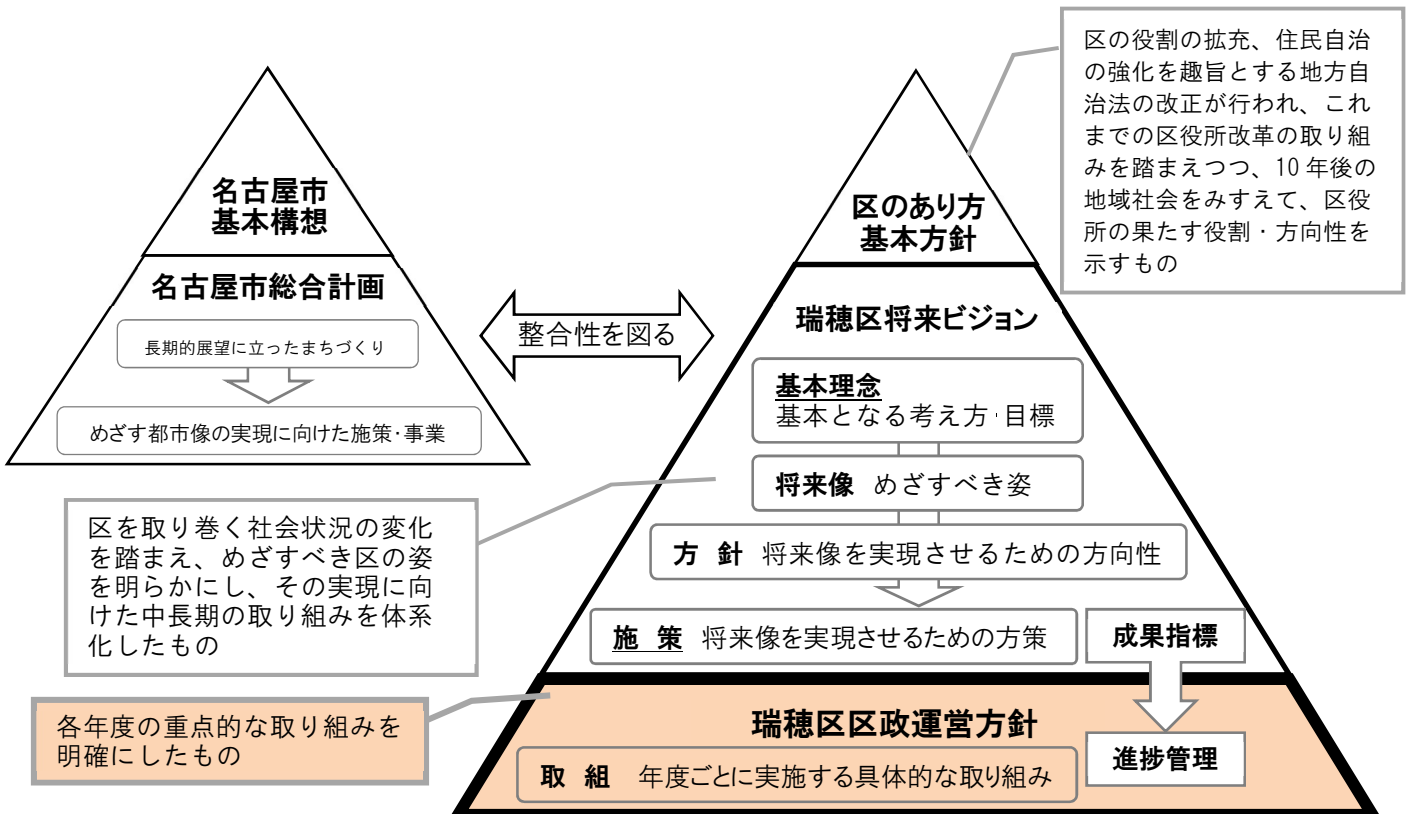 名古屋市
基本構想
名古屋市総合計画
長期的展望に立ったまちづくり
めざす都市像の実現に向けた施策・事業
整合性を図る
区のあり方
基本方針
区の役割の拡充、住民自治
の強化を趣旨とする地方自
治法の改正が行われ、これ
までの区役所改革の取り組
みを踏まえつつ、10年後の
地域社会をみすえて、区役
所の果たす役割・方向性を
示すもの
瑞穂区将来ビジョン
基本理念
基本となる考え方・目標
将来像 めざすべき姿
方 針 将来像を実現させるための方向性
施 策 将来像を実現させるための方策
成果指標
区を取り巻く社会状況の変化
を踏まえ、めざすべき区の姿
を明らかにし、その実現に向
けた中長期の取り組みを体系
化したもの
瑞穂区区政運営方針
取 組 年度ごとに実施する具体的な取り組み
進捗管理
各年度の重点的な取り組みを
明確にしたもの